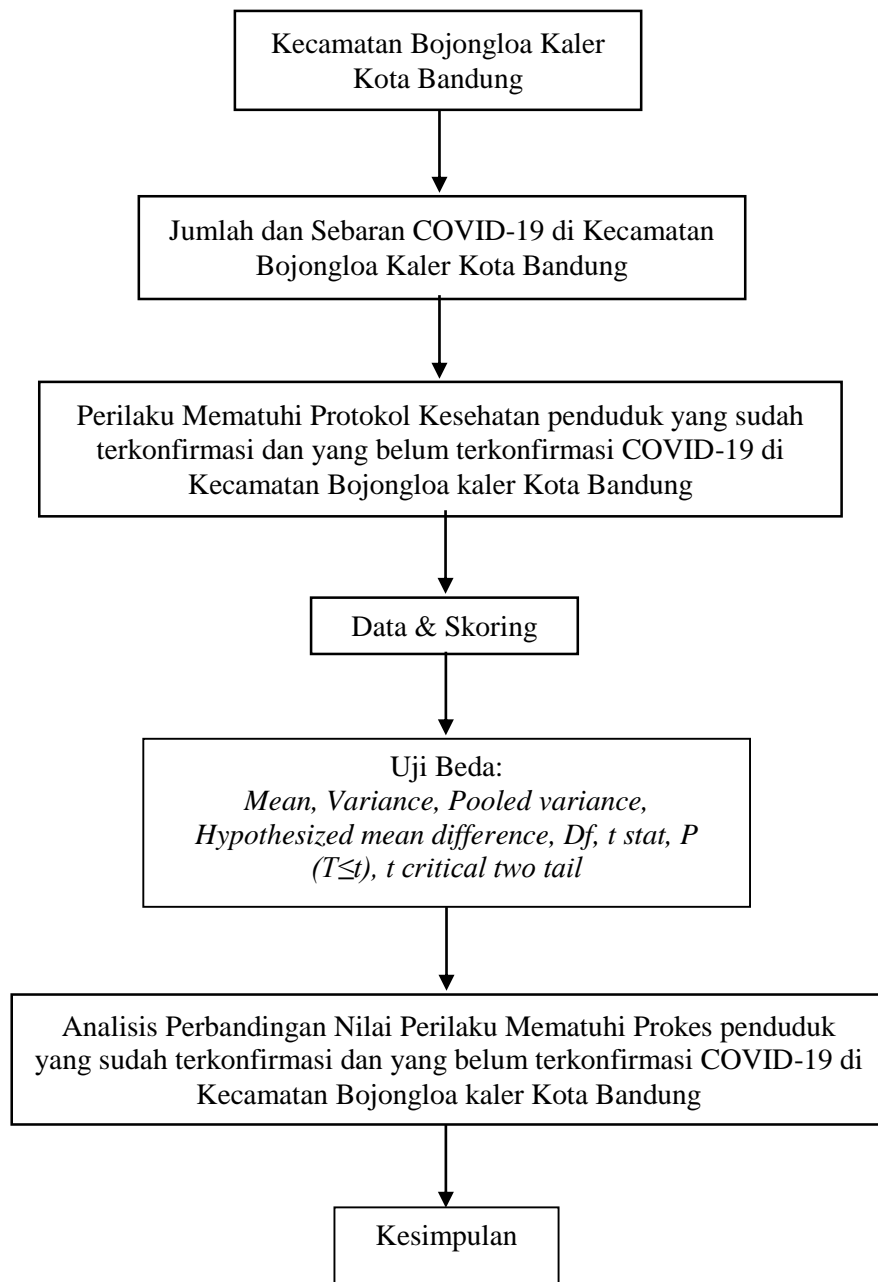 Kecamatan Bojongloa Kaler
Kota Bandung
Jumlah dan Sebaran COVID-19 di Kecamatan
Bojongloa Kaler Kota Bandung
Perilaku Mematuhi Protokol Kesehatan penduduk yang sudah
terkonfirmasi dan yang belum terkonfirmasi COVID-19 di
Kecamatan Bojongloa kaler Kota Bandung
Data & Skoring
Uji Beda:
Mean, Variance, Pooled variance,
Hypothesized mean difference, Df, t stat, P
(T≤t), t critical two tail
Analisis Perbandingan Nilai Perilaku Mematuhi Prokes penduduk
yang sudah terkonfirmasi dan yang belum terkonfirmasi COVID-19 di
Kecamatan Bojongloa kaler Kota Bandung
Kesimpulan